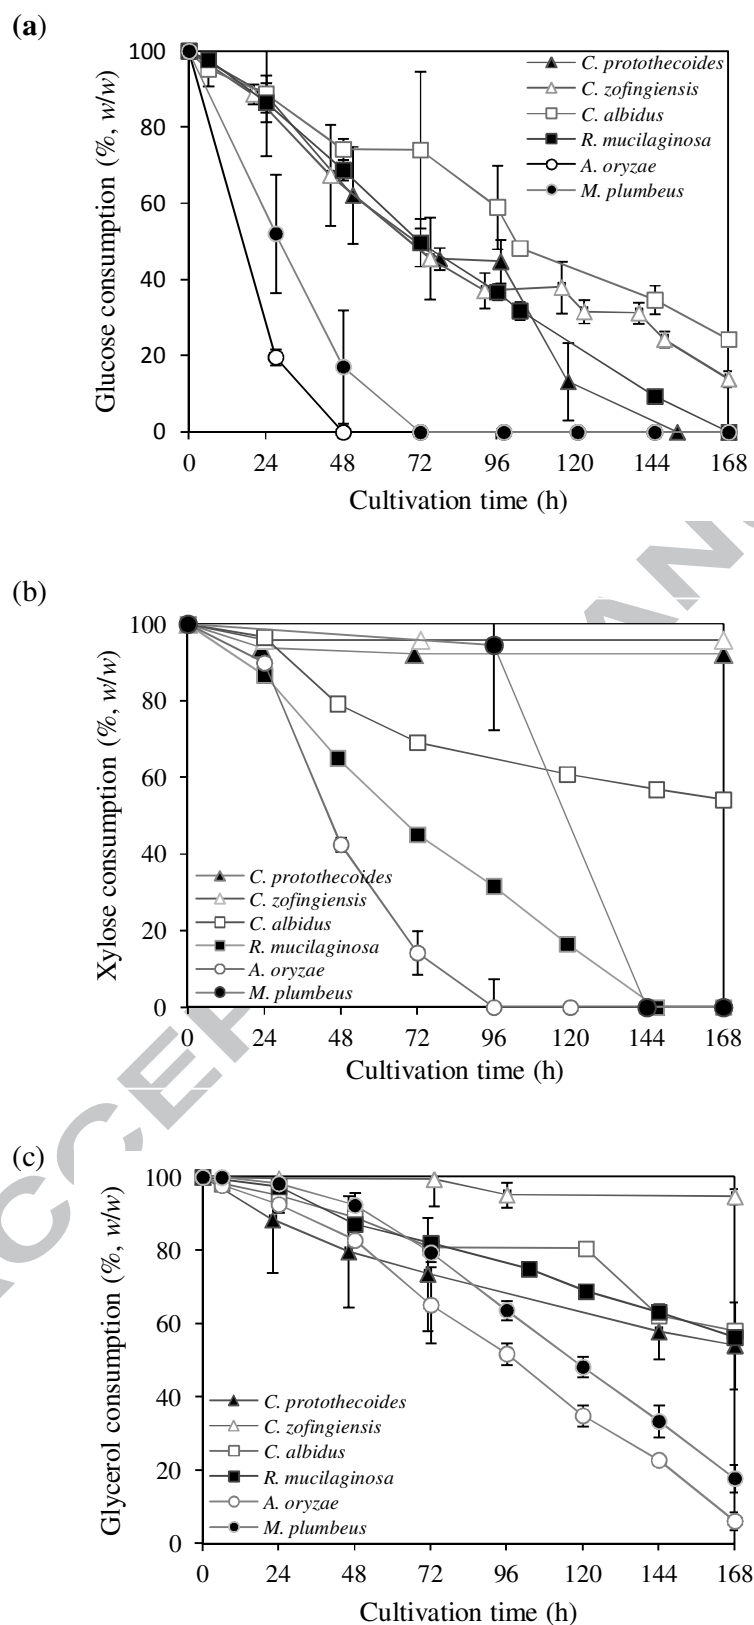 (a)
Glucose consumption (%, w/w)
100
80
60
40
20
0
C. protothecoides
C. zofingiensis
C. albidus
R. mucilaginosa
A. oryzae
M. plumbeus
0 24 48 72 96 120 144 168
Cultivation time (h)
(b)
Xylose consumption (%, w/w)
100
80
60
40
20
0
C. protothecoides
C. zofingiensis
C. albidus
R. mucilaginosa
A. oryzae
M. plumbeus
0 24 48 72 96 120 144 168
Cultivation time (h)
(c)
Glycerol consumption (%, w/w)
100
80
60
40
20
0
C. protothecoides
C. zofingiensis
C. albidus
R. mucilaginosa
A. oryzae
M. plumbeus
0 24 48 72 96 120 144 168
Cultivation time (h)